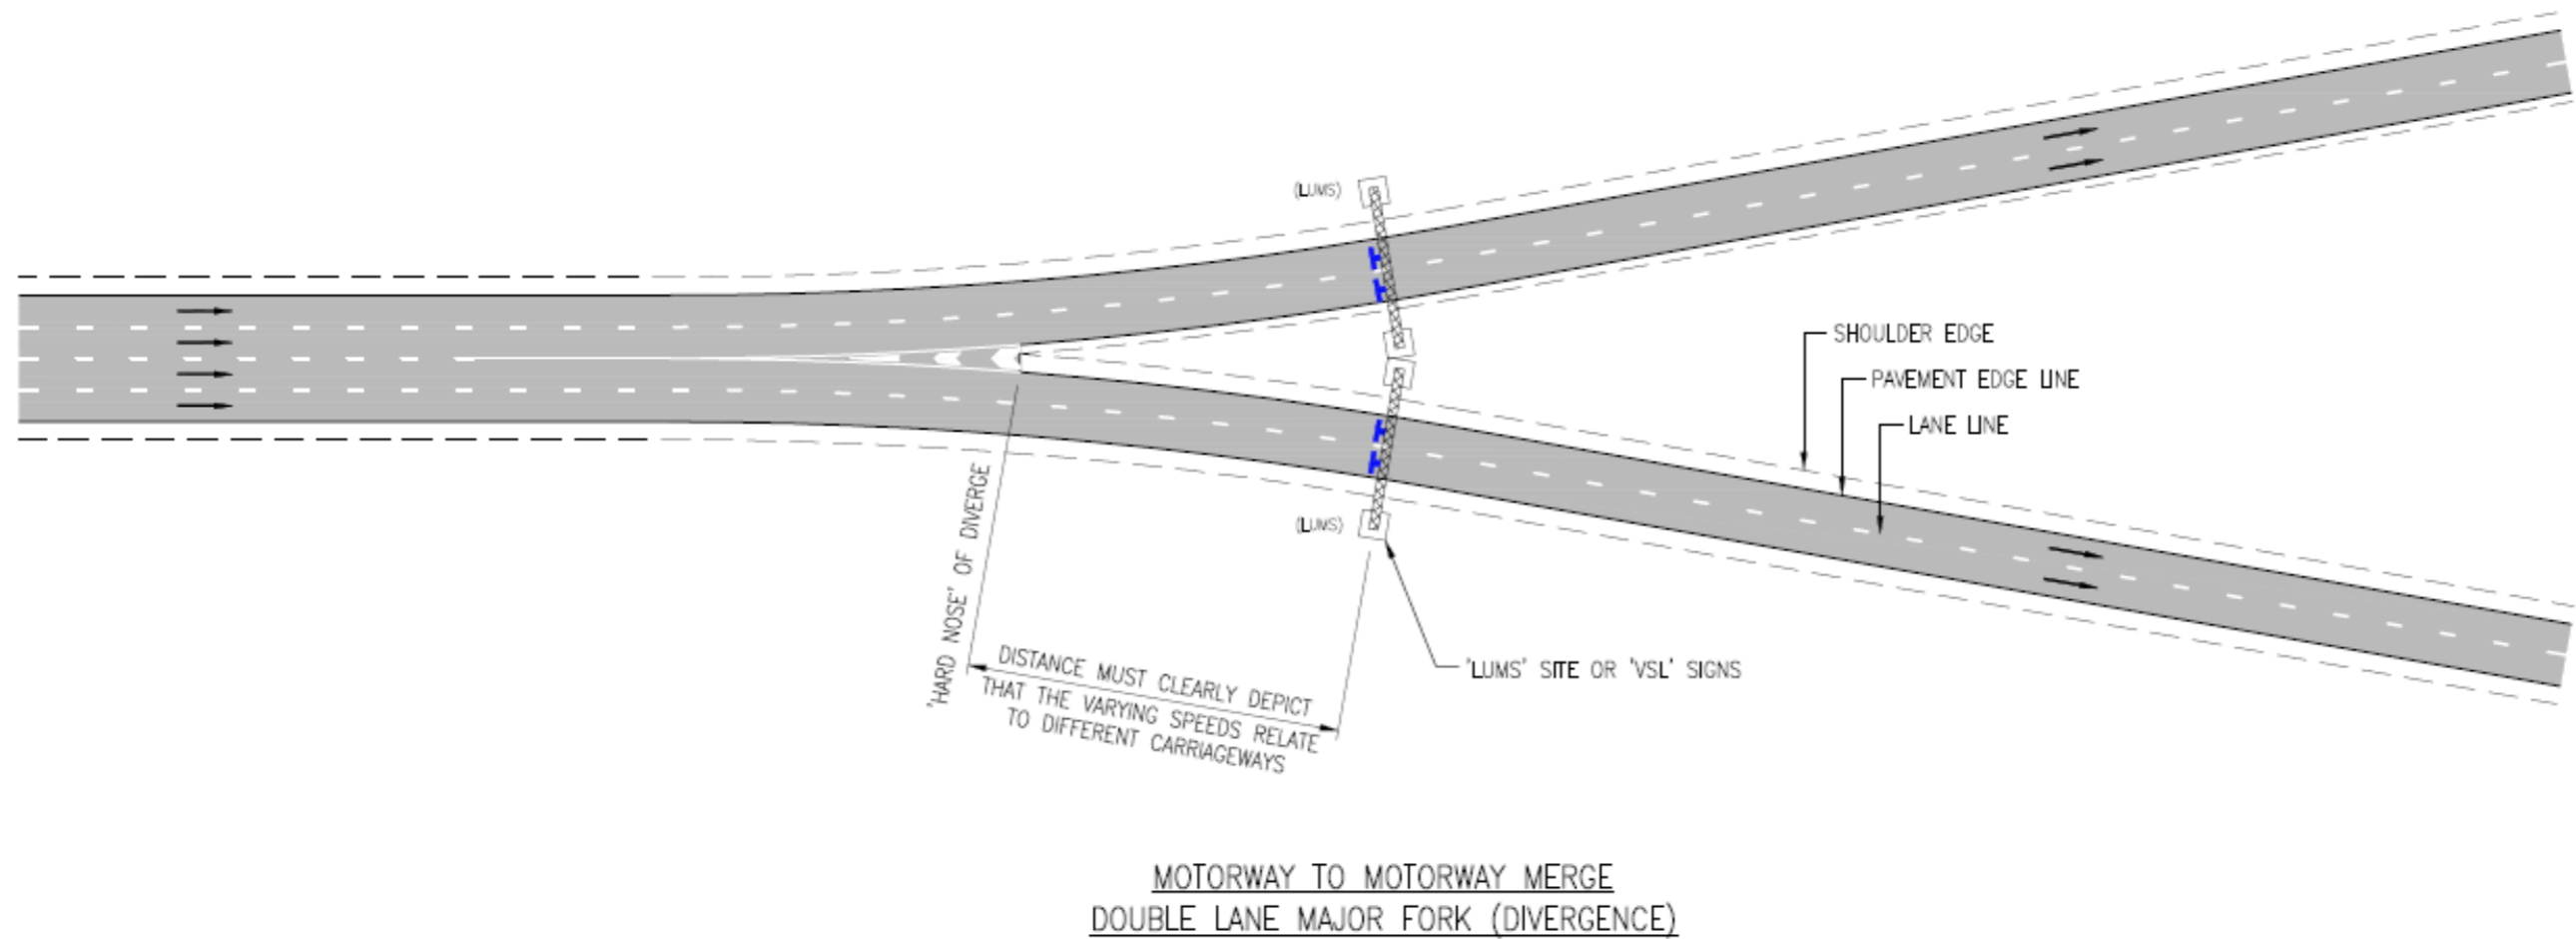 (LUMS)
SHOULDER EDGE
PAVEMENT EDGE LINE
LANE LINE
(LUMS)
'HARD NOSE' OF DIVERGE
DISTANCE MUST CLEARLY DEPICT
THAT THE VARYING SPEEDS RELATE
TO DIFFERENT CARRIAGEWAYS
'LUMS' SITE OR 'VSL' SIGNS
MOTORWAY TO MOTORWAY MERGE
DOUBLE LANE MAJOR FORK (DIVERGENCE)